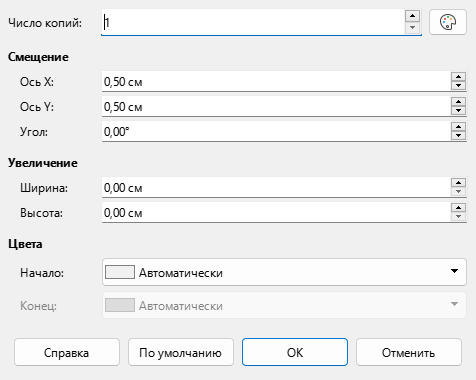 Число копий: 1
Смещение
Ось X: 0,50 см
Ось Y: 0,50 см
Угол: 0,00°
Увеличение
Ширина: 0,00 см
Высота: 0,00 см
Цвета
Начало: Автоматически
Конец: Автоматически
Справка По умолчанию ОК Отменить